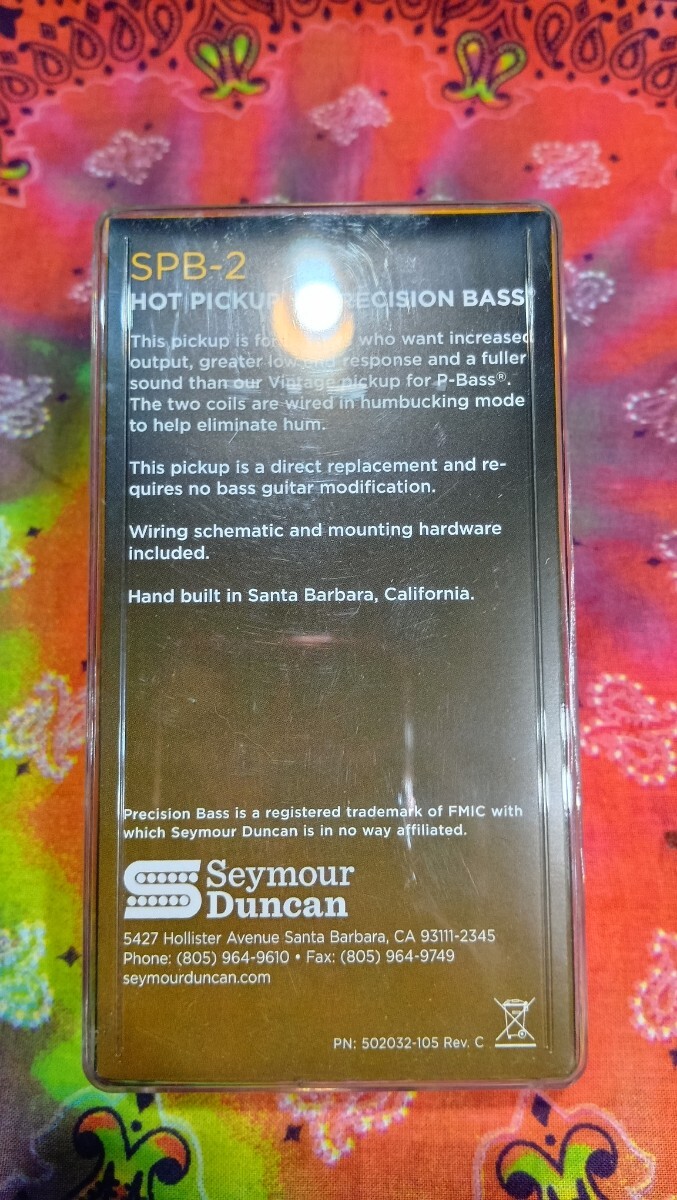 SPB-2
HOT PICKUP PRECISION BASS®
This pickup is for who want increased
output, greater low end response and a fuller
sound than our Vintage pickup for P-Bass®.
The two coils are wired in humbucking mode
to help eliminate hum.
This pickup is a direct replacement and re-
quires no bass guitar modification.
Wiring schematic and mounting hardware
included.
Hand built in Santa Barbara, California.
Precision Bass is a registered trademark of FMIC with
which Seymour Duncan is in no way affiliated.
Seymour
Duncan
5427 Hollister Avenue Santa Barbara, CA 93111-2345
Phone: (805) 964-9610 • Fax: (805) 964-9749
seymourduncan.com
PN: 502032-105 Rev. C